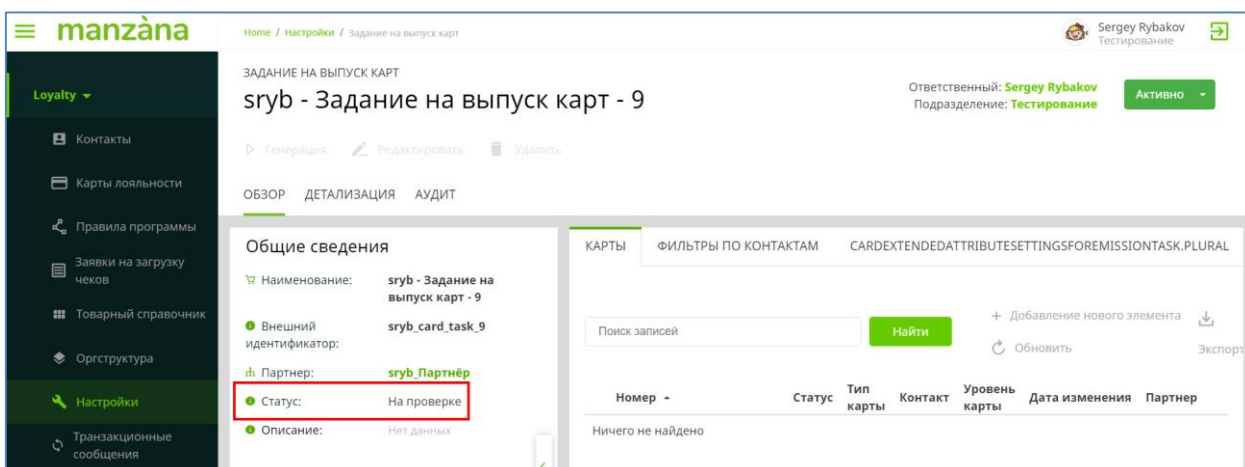 manzàna
Home / Настройки / Задание на выпуск карт
Sergey Rybakov
Тестирование
Loyalty
Контакты
Карты лояльности
Правила программы
Заявки на загрузку
чеков
Товарный справочник
Оргструктура
Настройки
Транзакционные
сообщения
ЗАДАНИЕ НА ВЫПУСК КАРТ
sryb - Задание на выпуск карт - 9
Ответственный: Sergey Rybakov
Подразделение: Тестирование
Активно
Генерация Редактировать Удалить
ОБЗОР ДЕТАЛИЗАЦИЯ АУДИТ
Общие сведения
Наименование: sryb - Задание на
выпуск карт - 9
Внешний sryb_card_task_9
идентификатор:
Партнер: sryb_Партнёр
Статус: На проверке
Описание: Нет данных
КАРТЫ ФИЛЬТРЫ ПО КОНТАКТАМ CARDEXTENDEDATTRIBUTESETTINGSFOREMISSIONTASK.PLURAL
Поиск записей Найти
+ Добавление нового элемента
Обновить Экспорт
Номер Статус Тип карты Контакт Уровень карты Дата изменения Партнер
Ничего не найдено